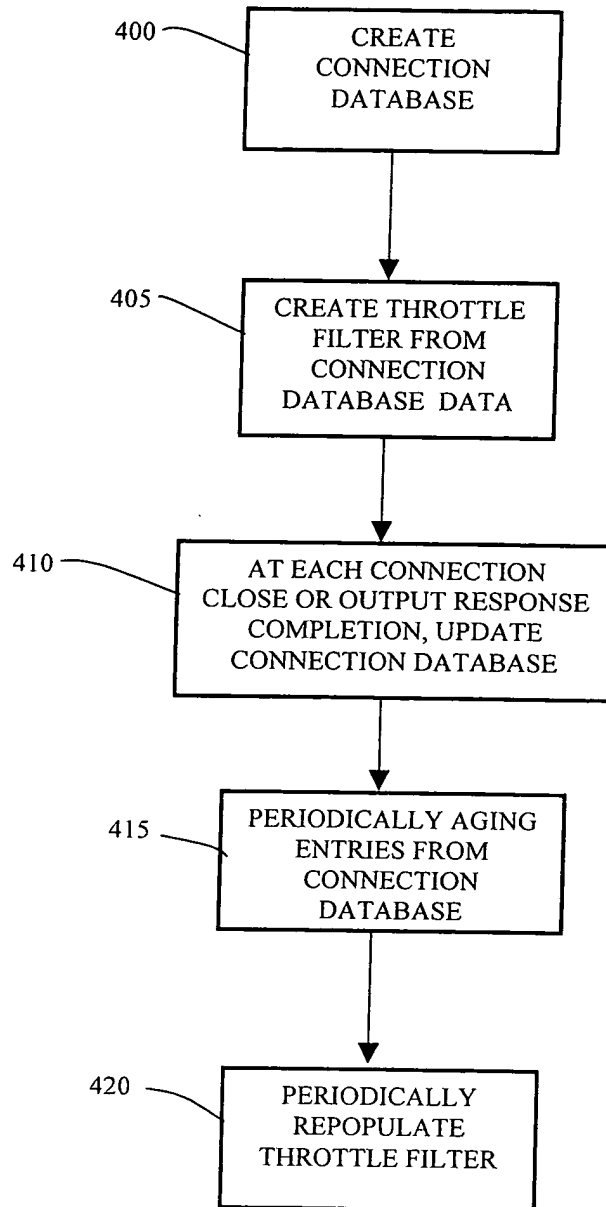 400
CREATE
CONNECTION
DATABASE
405
CREATE THROTTLE
FILTER FROM
CONNECTION
DATABASE DATA
410
AT EACH CONNECTION
CLOSE OR OUTPUT RESPONSE
COMPLETION, UPDATE
CONNECTION DATABASE
415
PERIODICALLY AGING
ENTRIES FROM
CONNECTION
DATABASE
420
PERIODICALLY
REPOPULATE
THROTTLE FILTER